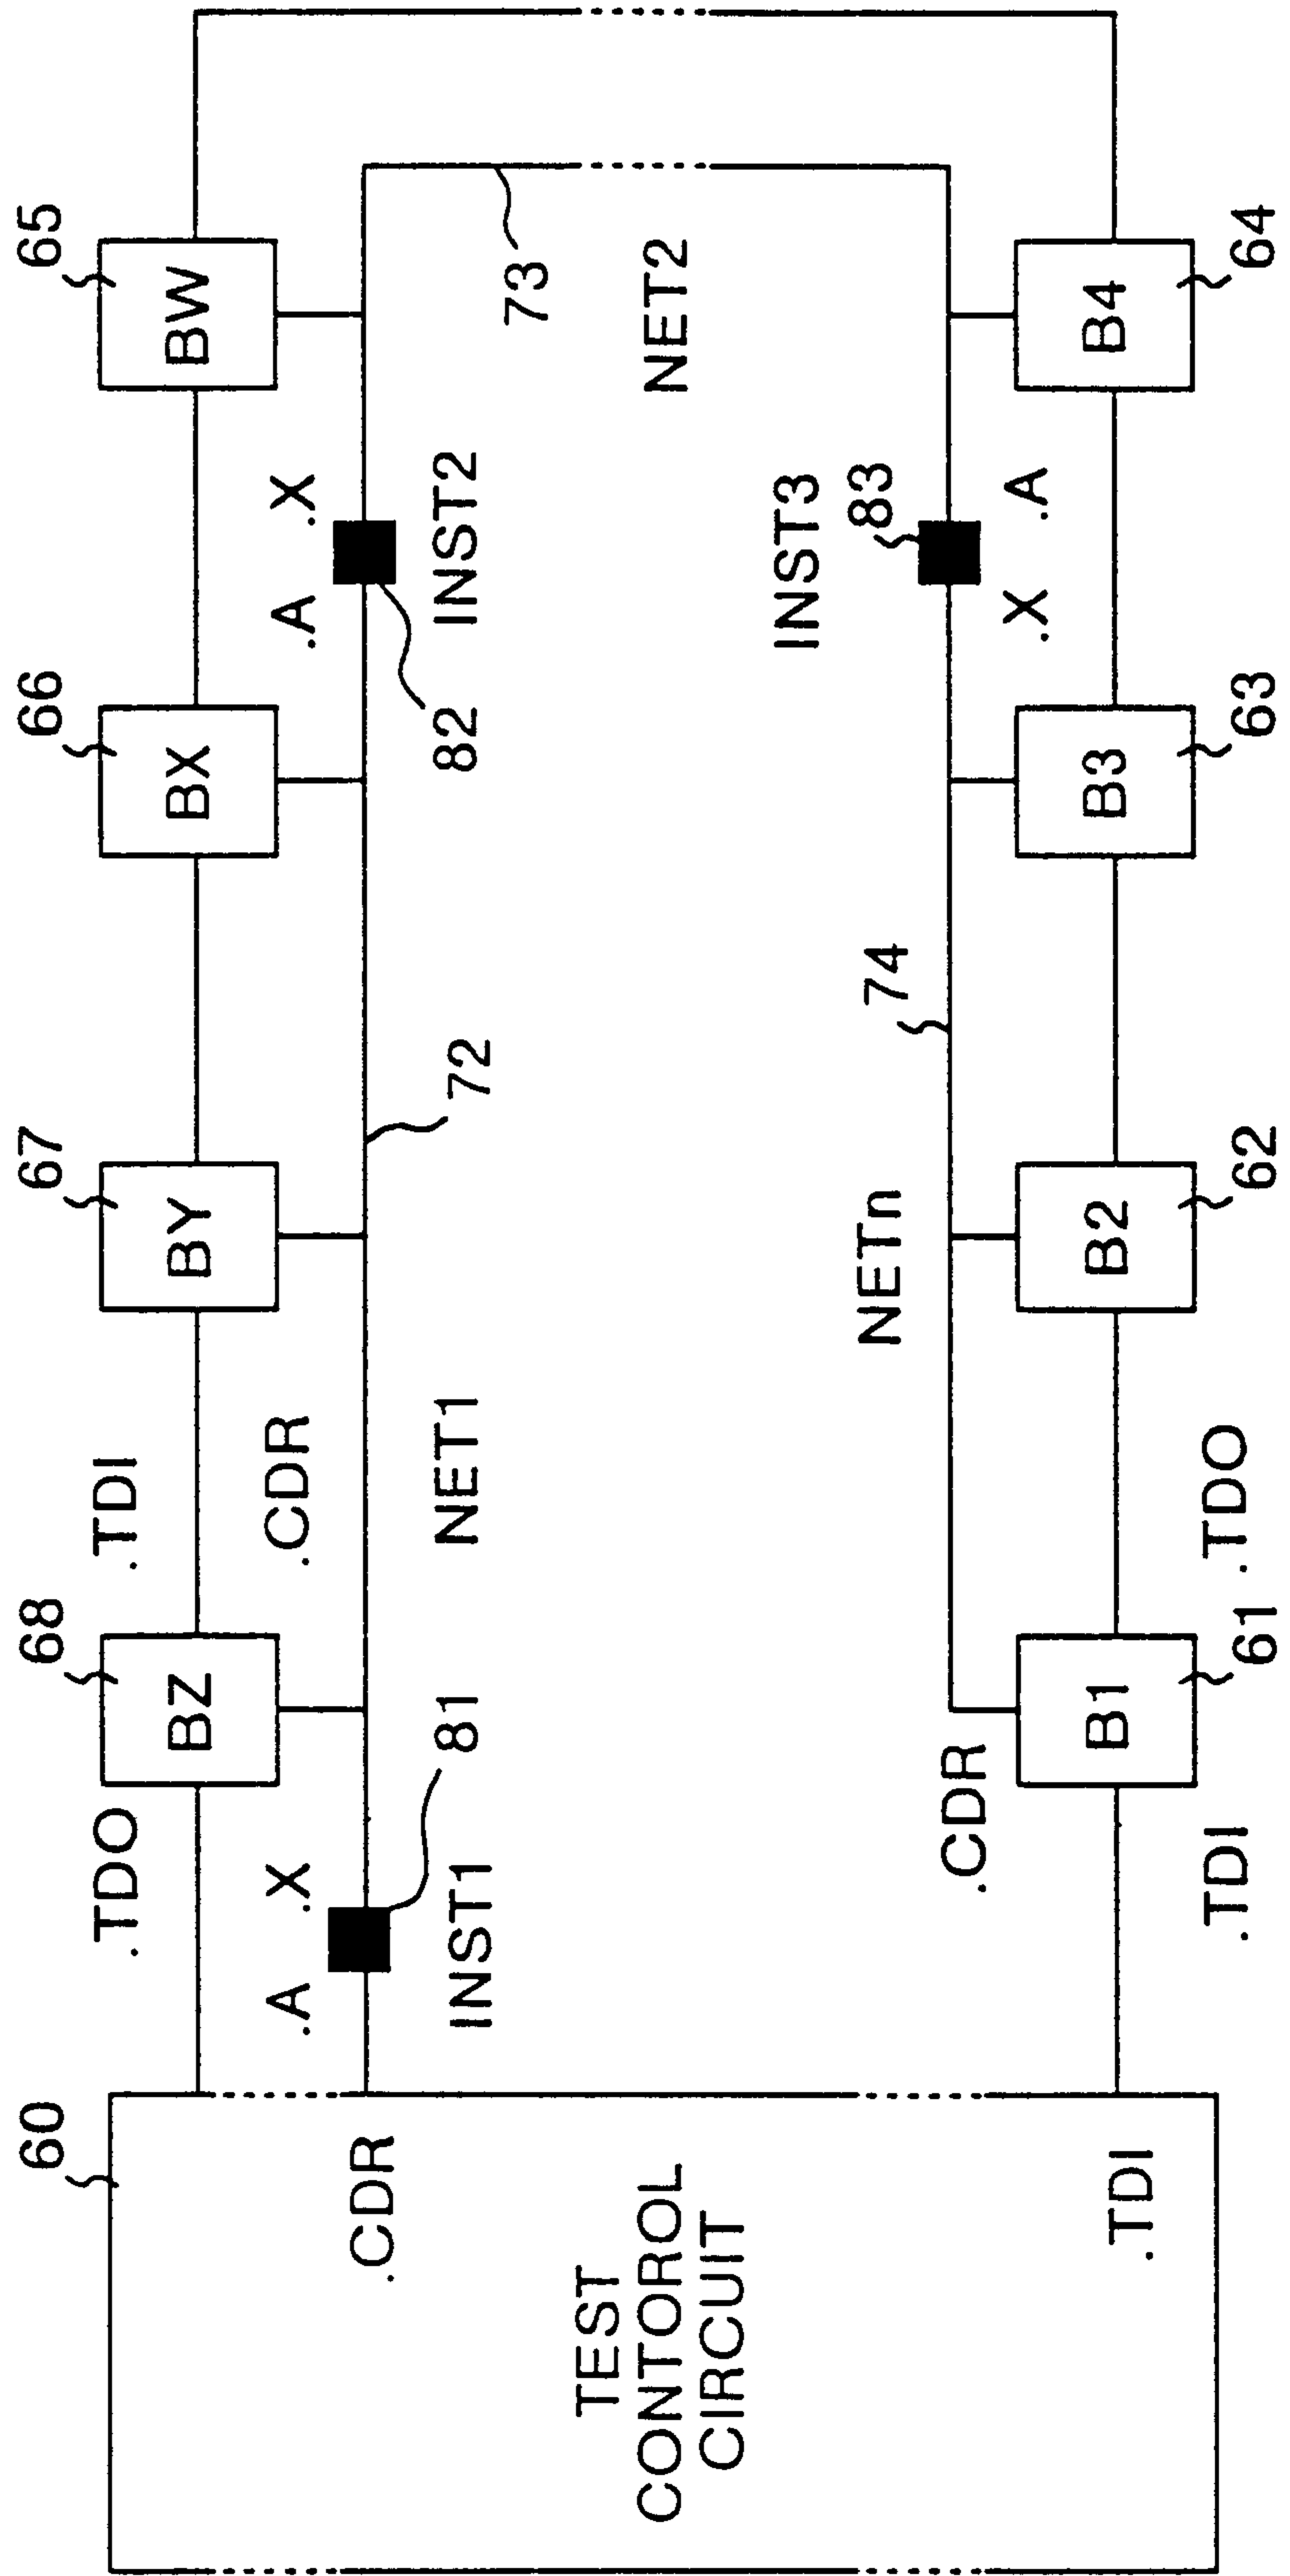 60
68
67
66
65
.TDO
.TDI
BZ
BY
BX
BW
.A
.X
.CDR
.A
.X
.CDR
INST1
81
NET1
72
82
INST2
73
TEST
CONTOROL
CIRCUIT
NET2
INST3
NETn
74
83
.CDR
.X
.A
B1
B2
B3
B4
.TDI
.TDI
.TDO
61
62
63
64